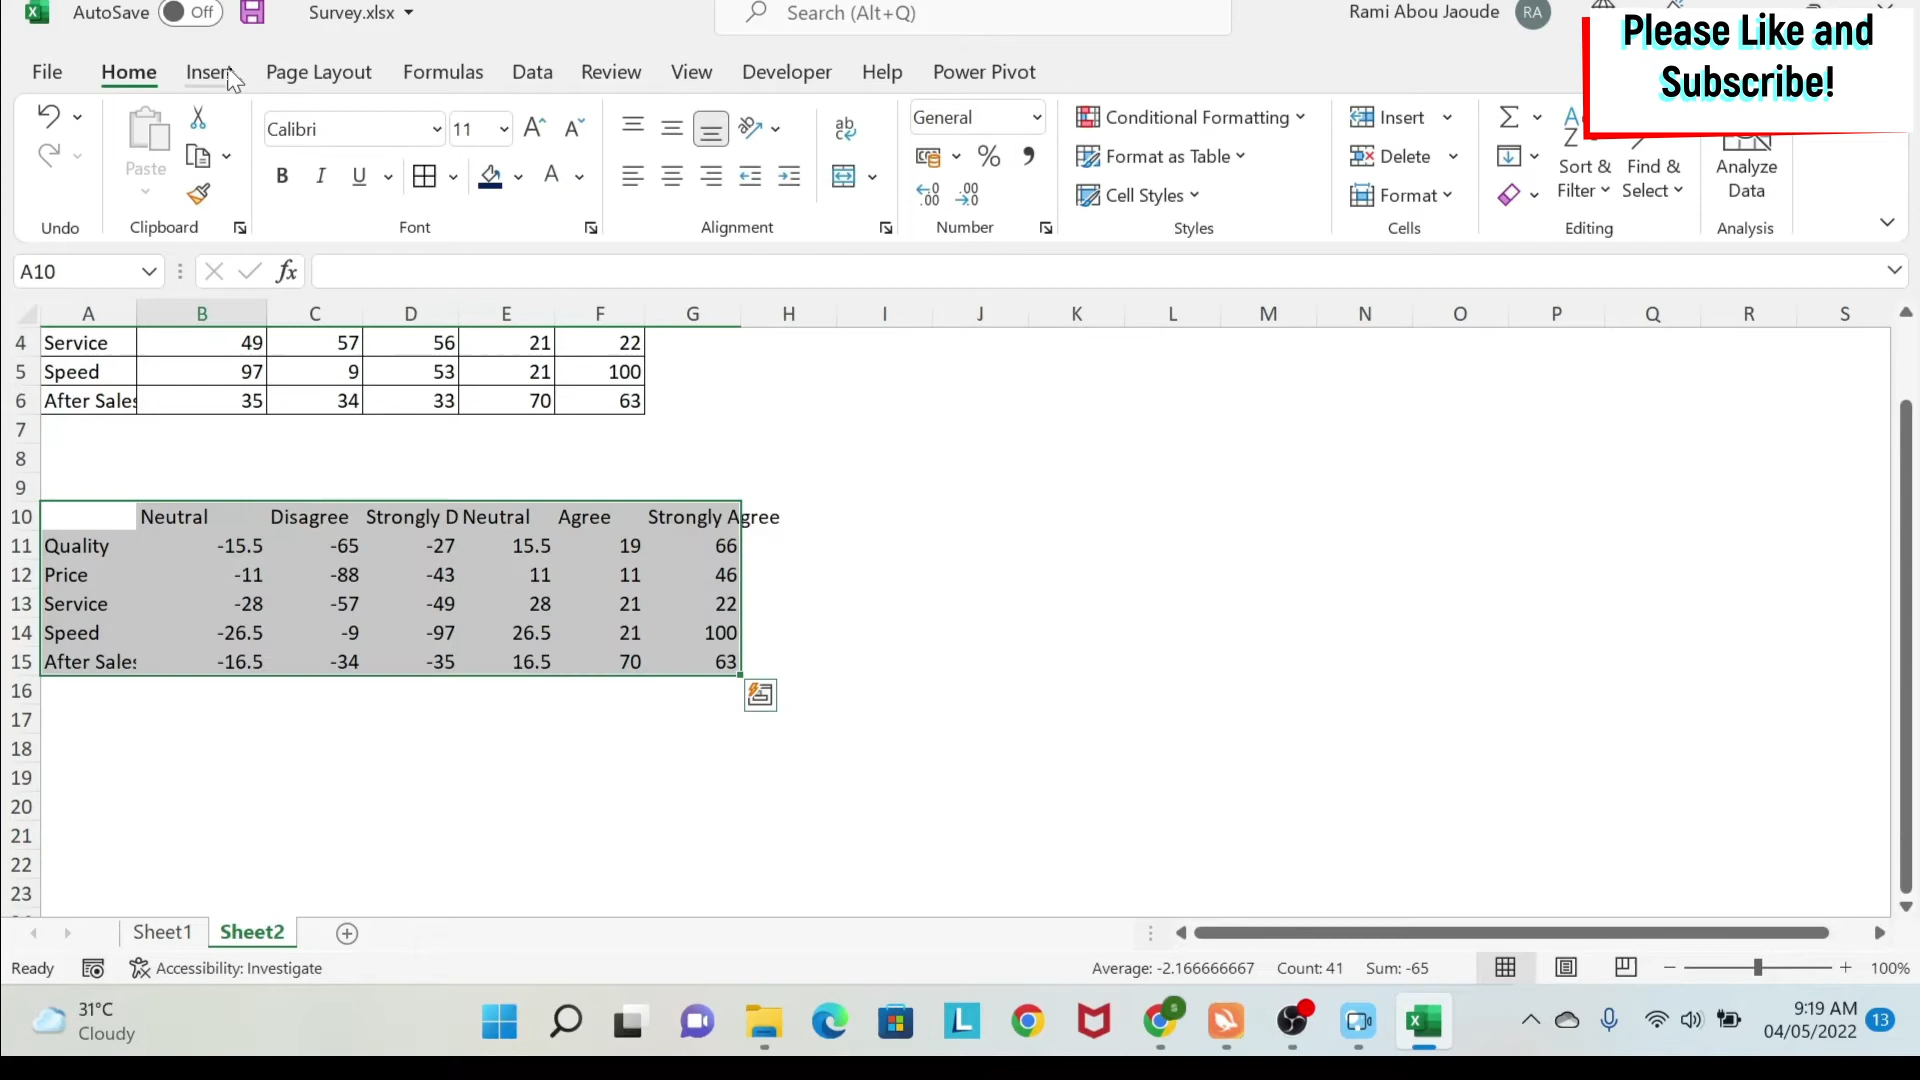 AutoSave Off Survey.xlsx Search (Alt+Q) Rami Abou Jaoude RA
Please Like and
Subscribe!
File Home Insert Page Layout Formulas Data Review View Developer Help Power Pivot
Paste
Calibri 11
B I U A
ab
General
% ,
Conditional Formatting
Format as Table
Cell Styles
Insert
Delete
Format
Sort &
Filter
Find &
Select
Analyze
Data
Undo Clipboard Font Alignment Number Styles Cells Editing Analysis
A10 fx
A B C D E F G H I J K L M N O P Q R S
4 Service 49 57 56 21 22
5 Speed 97 9 53 21 100
6 After Sales 35 34 33 70 63
7
8
9
10 Neutral Disagree Strongly D Neutral Agree Strongly Agree
11 Quality -15.5 -65 -27 15.5 19 66
12 Price -11 -88 -43 11 11 46
13 Service -28 -57 -49 28 21 22
14 Speed -26.5 -9 -97 26.5 21 100
15 After Sales -16.5 -34 -35 16.5 70 63
16
17
18
19
20
21
22
23
Sheet1 Sheet2
Ready Accessibility: Investigate Average: -2.166666667 Count: 41 Sum: -65 100%
31°C
Cloudy
9:19 AM
04/05/2022
13